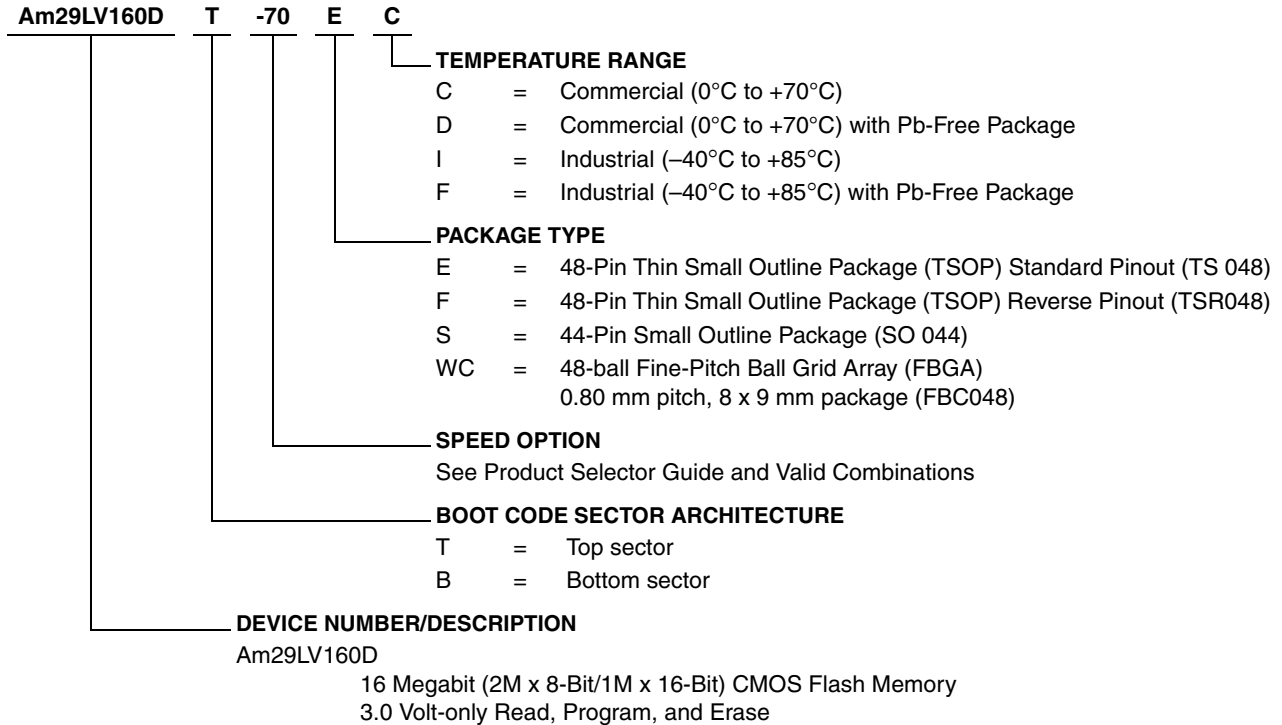 Am29LV160D T -70 E C
TEMPERATURE RANGE
C = Commercial (0°C to +70°C)
D = Commercial (0°C to +70°C) with Pb-Free Package
I = Industrial (–40°C to +85°C)
F = Industrial (–40°C to +85°C) with Pb-Free Package
PACKAGE TYPE
E = 48-Pin Thin Small Outline Package (TSOP) Standard Pinout (TS 048)
F = 48-Pin Thin Small Outline Package (TSOP) Reverse Pinout (TSR048)
S = 44-Pin Small Outline Package (SO 044)
WC = 48-ball Fine-Pitch Ball Grid Array (FBGA)
0.80 mm pitch, 8 x 9 mm package (FBC048)
SPEED OPTION
See Product Selector Guide and Valid Combinations
BOOT CODE SECTOR ARCHITECTURE
T = Top sector
B = Bottom sector
DEVICE NUMBER/DESCRIPTION
Am29LV160D
16 Megabit (2M x 8-Bit/1M x 16-Bit) CMOS Flash Memory
3.0 Volt-only Read, Program, and Erase